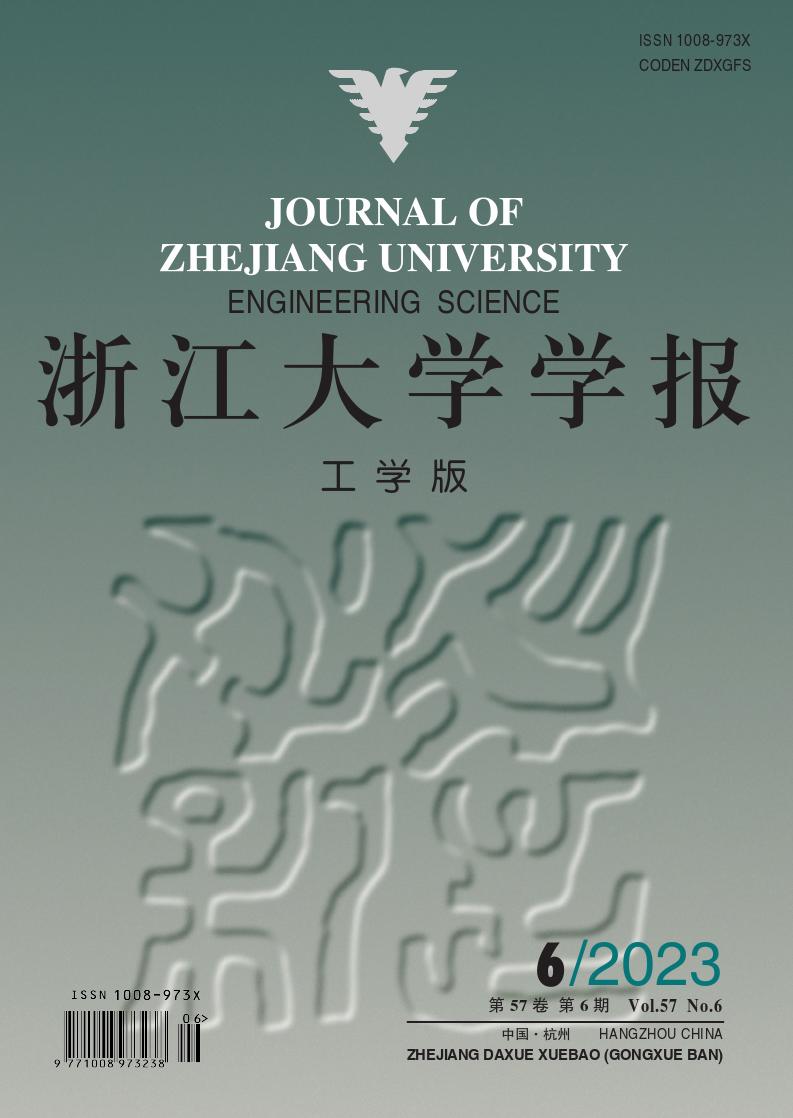 ISSN 1008-973X
CODEN ZDXGFS
JOURNAL OF
ZHEJIANG UNIVERSITY
ENGINEERING SCIENCE
浙江大学学报
工学版
6/2023
第 57 卷 第 6 期 Vol.57 No.6
中国·杭州 HANGZHOU CHINA
ZHEJIANG DAXUE XUEBAO (GONGXUE BAN)
ISSN 1008-973X
06>
9 771008 973238